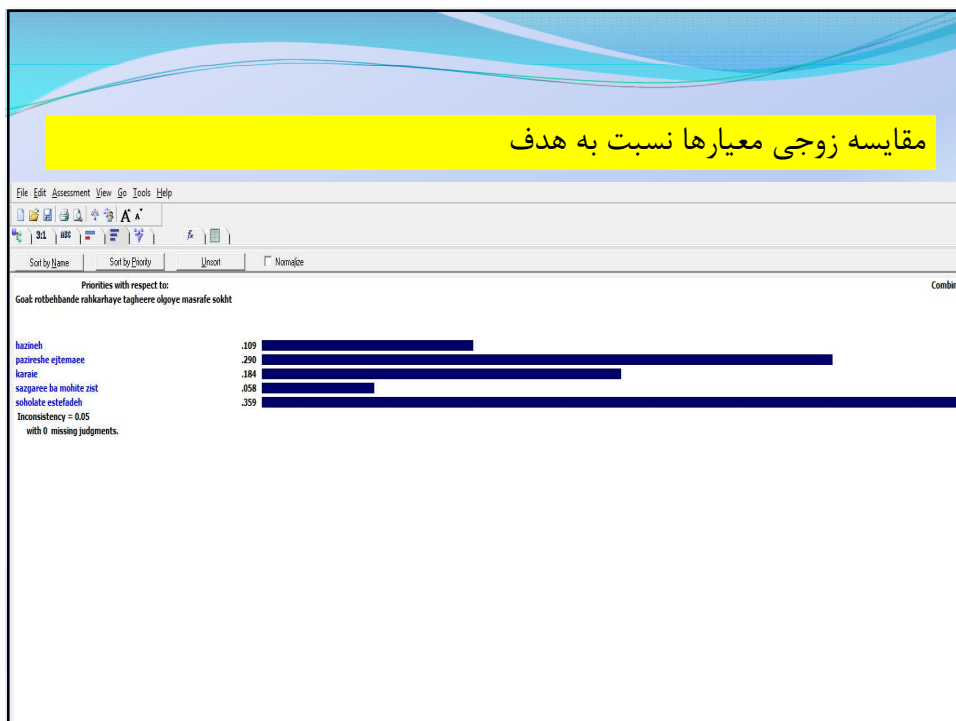 مقایسه زوجی معیارها نسبت به هدف
File Edit Assessment View Go Tools Help
3:1 ABC
Sort by Name Sort by Priority Unsort Normalize
Priorities with respect to: Combin
Goal: rotbehbande rahkarhaye tagheere olgoye masrafe sokht
hazineh .109
pazireshe ejtemaee .290
karaie .184
sazgaree ba mohite zist .058
soholate estefadeh .359
Inconsistency = 0.05
with 0 missing judgments.